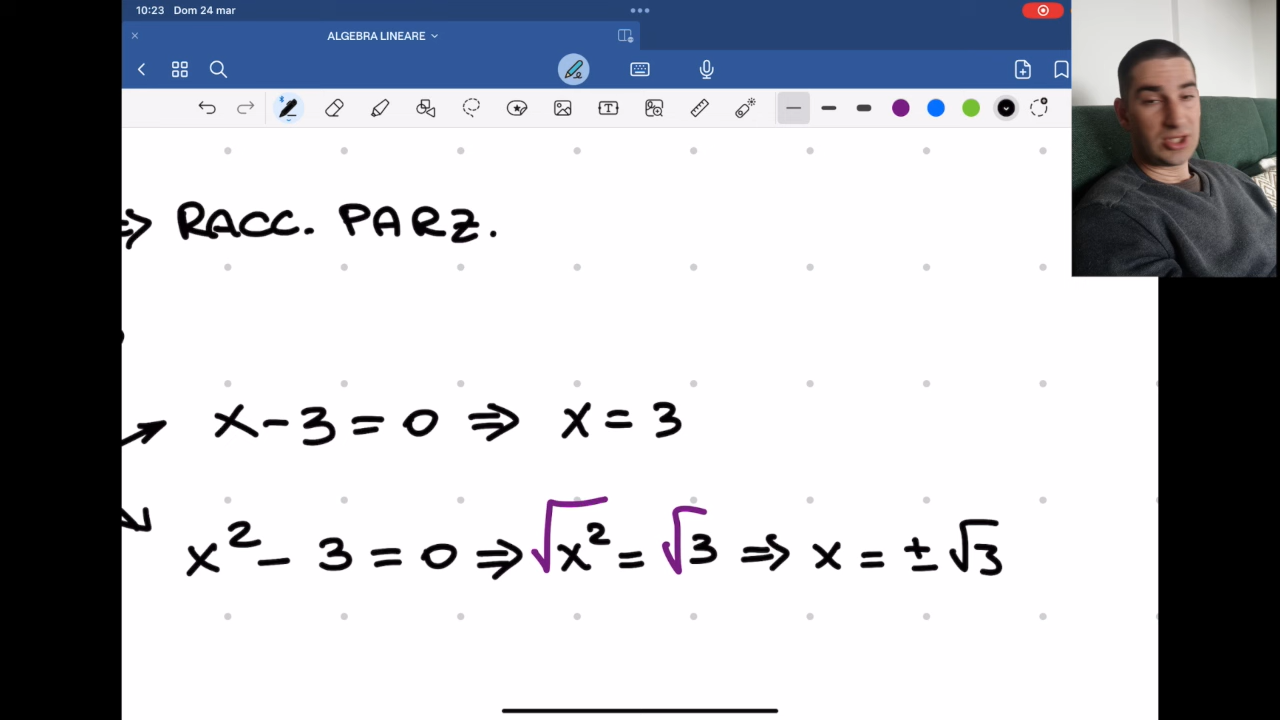 10:23 Dom 24 mar
ALGEBRA LINEARE
⇒ RACC. PARZ.
x - 3 = 0 ⇒ x = 3
x² - 3 = 0 ⇒ √x² = √3 ⇒ x = ± √3